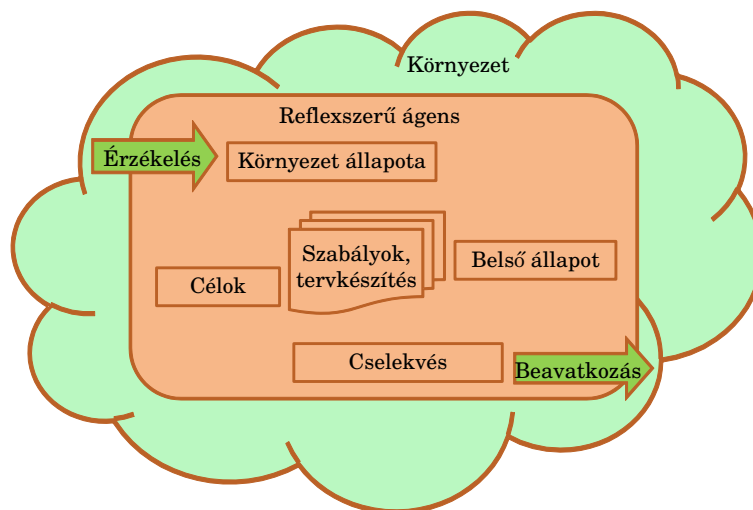 Környezet
Reflexszerű ágens
Érzékelés
Környezet állapota
Szabályok,
tervkészítés
Belső állapot
Célok
Cselekvés
Beavatkozás